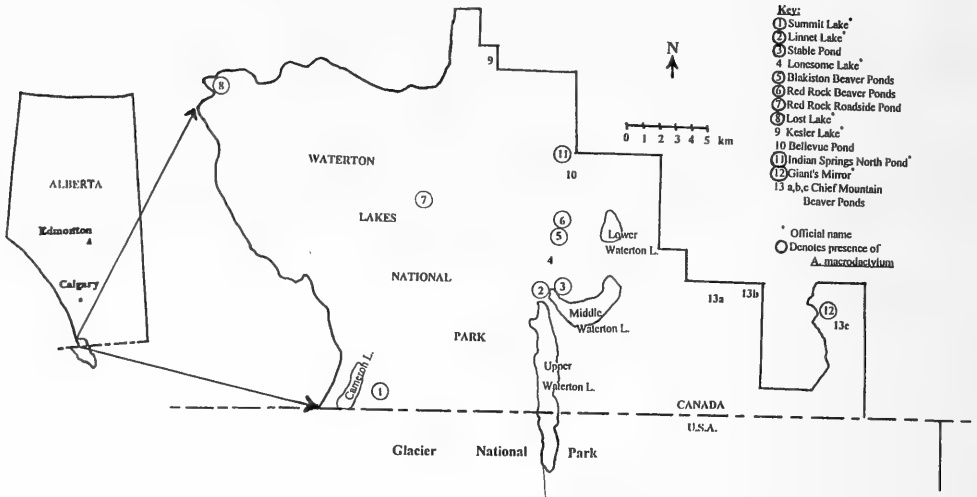 Key:
① Summit Lake*
② Linnet Lake*
③ Stable Pond
4 Lonesome Lake*
⑤ Blakiston Beaver Ponds
⑥ Red Rock Beaver Ponds
⑦ Red Rock Roadside Pond
⑧ Lost Lake*
9 Kesler Lake*
10 Bellevue Pond
⑪ Indian Springs North Pond*
⑫ Giant's Mirror*
13 a,b,c Chief Mountain
Beaver Ponds
* Official name
○ Denotes presence of
A. macrodactylum
N
0 1 2 3 4 5 km
ALBERTA
Edmonton
Calgary
9
⑧
WATERTON
⑪
10
⑦
LAKES
⑥
⑤
Lower
Waterton L.
4
NATIONAL
②
③
Middle
Waterton L.
13a
13b
⑫
13c
PARK
Upper
Waterton L.
Cameron L.
①
CANADA
U.S.A.
Glacier National Park